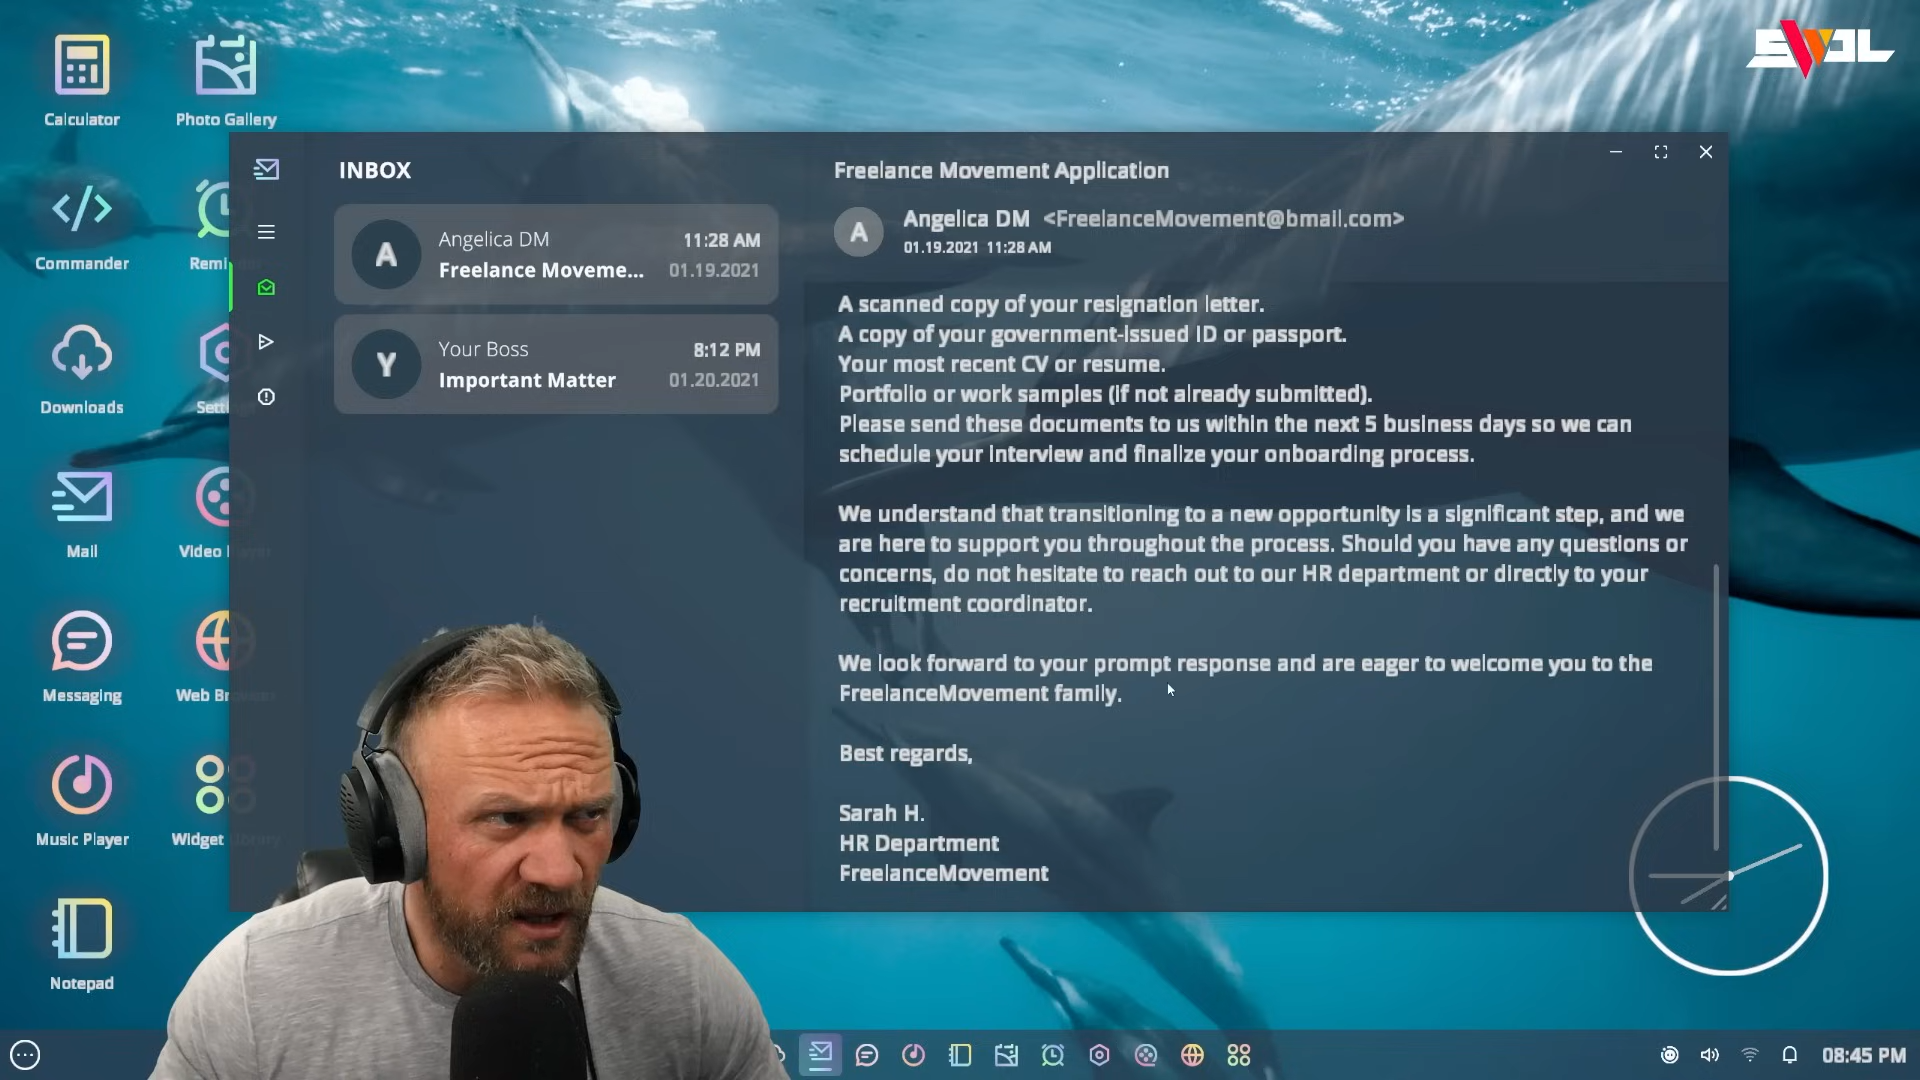 SWOL
Calculator
Photo Gallery
Commander
Downloads
Mail
Messaging
Music Player
Widget
Notepad
INBOX
Angelica DM
11:28 AM
Freelance Moveme...
01.19.2021
Your Boss
8:12 PM
Important Matter
01.20.2021
Freelance Movement Application
A
Angelica DM <FreelanceMovement@bmail.com>
01.19.2021 11:28 AM
A
Y
A scanned copy of your resignation letter.
A copy of your government-issued ID or passport.
Your most recent CV or resume.
Portfolio or work samples (if not already submitted).
Please send these documents to us within the next 5 business days so we can
schedule your interview and finalize your onboarding process.
We understand that transitioning to a new opportunity is a significant step, and we
are here to support you throughout the process. Should you have any questions or
concerns, do not hesitate to reach out to our HR department or directly to your
recruitment coordinator.
We look forward to your prompt response and are eager to welcome you to the
FreelanceMovement family.
Best regards,
Sarah H.
HR Department
FreelanceMovement
08:45 PM